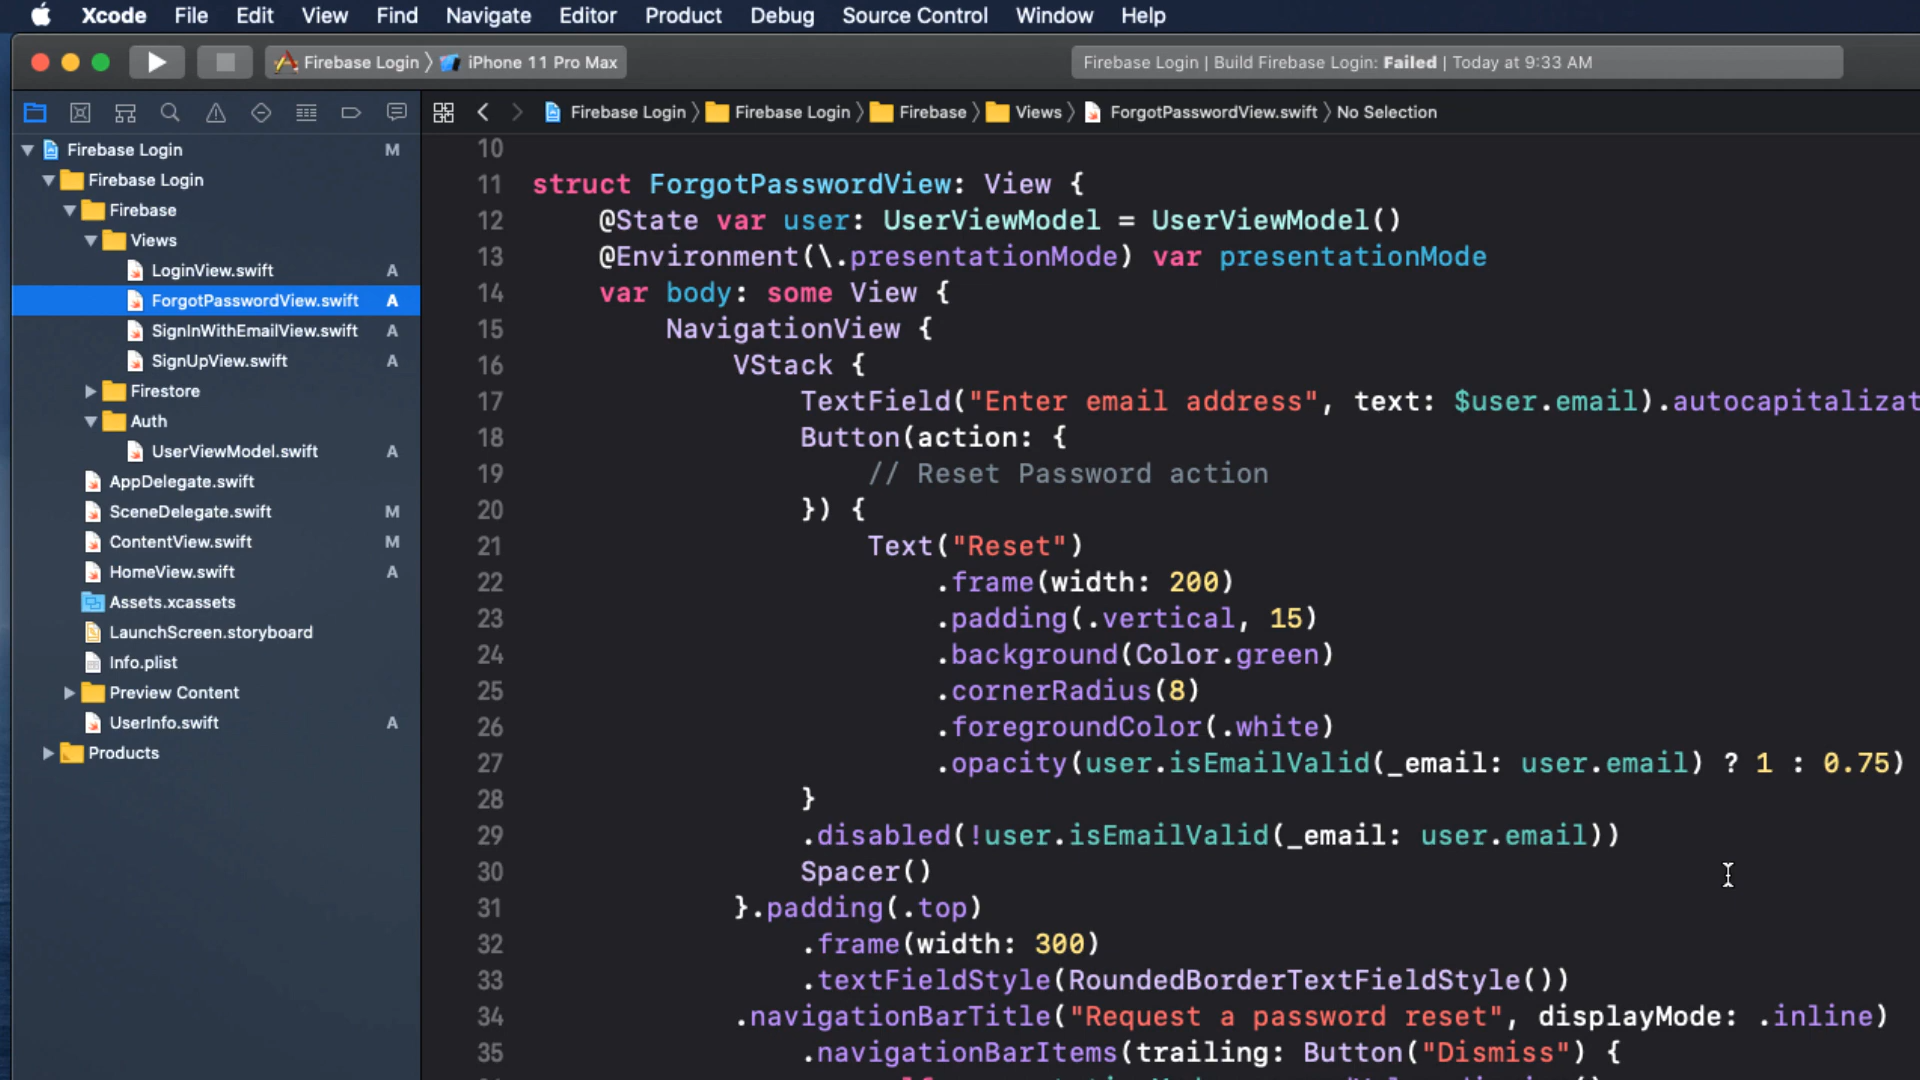 Xcode File Edit View Find Navigate Editor Product Debug Source Control Window Help
Firebase Login 〉 iPhone 11 Pro Max
Firebase Login | Build Firebase Login: Failed | Today at 9:33 AM
Firebase Login 〉 Firebase Login 〉 Firebase 〉 Views 〉 ForgotPasswordView.swift 〉 No Selection
Firebase Login M
Firebase Login
Firebase
Views
LoginView.swift A
ForgotPasswordView.swift A
SignInWithEmailView.swift A
SignUpView.swift A
Firestore
Auth
UserViewModel.swift A
AppDelegate.swift
SceneDelegate.swift M
ContentView.swift M
HomeView.swift A
Assets.xcassets
LaunchScreen.storyboard
Info.plist
Preview Content
UserInfo.swift A
Products
10
11 struct ForgotPasswordView: View {
12 @State var user: UserViewModel = UserViewModel()
13 @Environment(\.presentationMode) var presentationMode
14 var body: some View {
15 NavigationView {
16 VStack {
17 TextField("Enter email address", text: $user.email).autocapitalizat
18 Button(action: {
19 // Reset Password action
20 }) {
21 Text("Reset")
22 .frame(width: 200)
23 .padding(.vertical, 15)
24 .background(Color.green)
25 .cornerRadius(8)
26 .foregroundColor(.white)
27 .opacity(user.isEmailValid(_email: user.email) ? 1 : 0.75)
28 }
29 .disabled(!user.isEmailValid(_email: user.email))
30 Spacer()
31 }.padding(.top)
32 .frame(width: 300)
33 .textFieldStyle(RoundedBorderTextFieldStyle())
34 .navigationBarTitle("Request a password reset", displayMode: .inline)
35 .navigationBarItems(trailing: Button("Dismiss") {